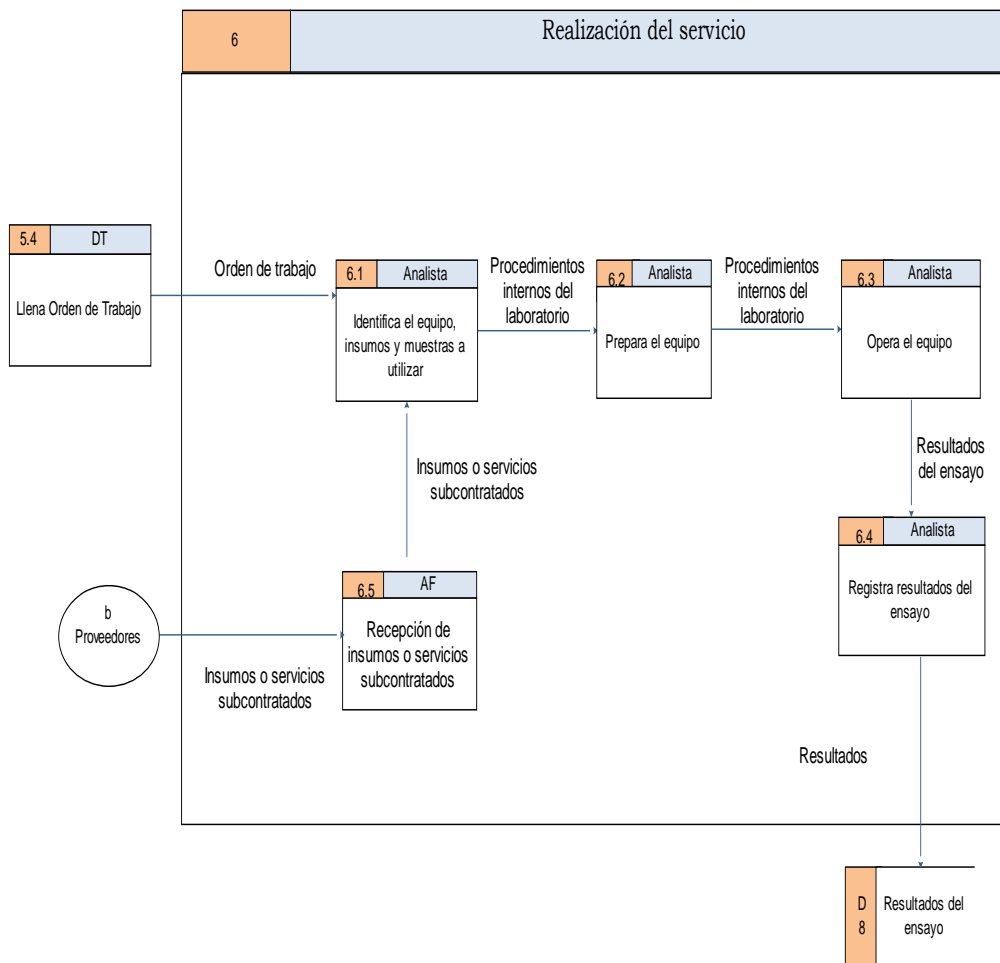 6
Realización del servicio
5.4
DT
Llena Orden de Trabajo
Orden de trabajo
6.1
Analista
Identifica el equipo,
insumos y muestras a
utilizar
Procedimientos
internos del
laboratorio
6.2
Analista
Prepara el equipo
Procedimientos
internos del
laboratorio
6.3
Analista
Opera el equipo
Resultados
del ensayo
Insumos o servicios
subcontratados
6.4
Analista
Registra resultados del
ensayo
b
Proveedores
Insumos o servicios
subcontratados
6.5
AF
Recepción de
insumos o servicios
subcontratados
Resultados
D
8
Resultados del
ensayo